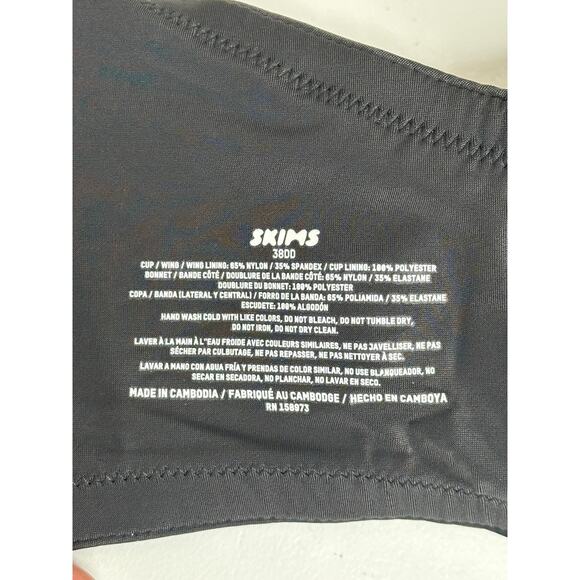 SKIMS
38DD
CUP / WING / WING LINING: 65% NYLON / 35% SPANDEX / CUP LINING: 100% POLYESTER
BONNET / BANDE CÔTÉ / DOUBLURE DE LA BANDE CÔTÉ: 65% NYLON / 35% ELASTANE
DOUBLURE DU BONNET: 100% POLYESTER
COPA / BANDA (LATERAL Y CENTRAL) / FORRO DE LA BANDA: 65% POLIAMIDA / 35% ELASTANE
ESCUDETE: 100% ALGODÓN
HAND WASH COLD WITH LIKE COLORS, DO NOT BLEACH, DO NOT TUMBLE DRY,
DO NOT IRON, DO NOT DRY CLEAN.
LAVER À LA MAIN À L'EAU FROIDE AVEC COULEURS SIMILAIRES, NE PAS JAVELLISER, NE PAS
SÉCHER PAR CULBUTAGE, NE PAS REPASSER, NE PAS NETTOYER À SEC.
LAVAR A MANO CON AGUA FRÍA Y PRENDAS DE COLOR SIMILAR, NO USE BLANQUEADOR, NO
SECAR EN SECADORA, NO PLANCHAR, NO LAVAR EN SECO.
MADE IN CAMBODIA / FABRIQUÉ AU CAMBODGE / HECHO EN CAMBOYA
RN 158973